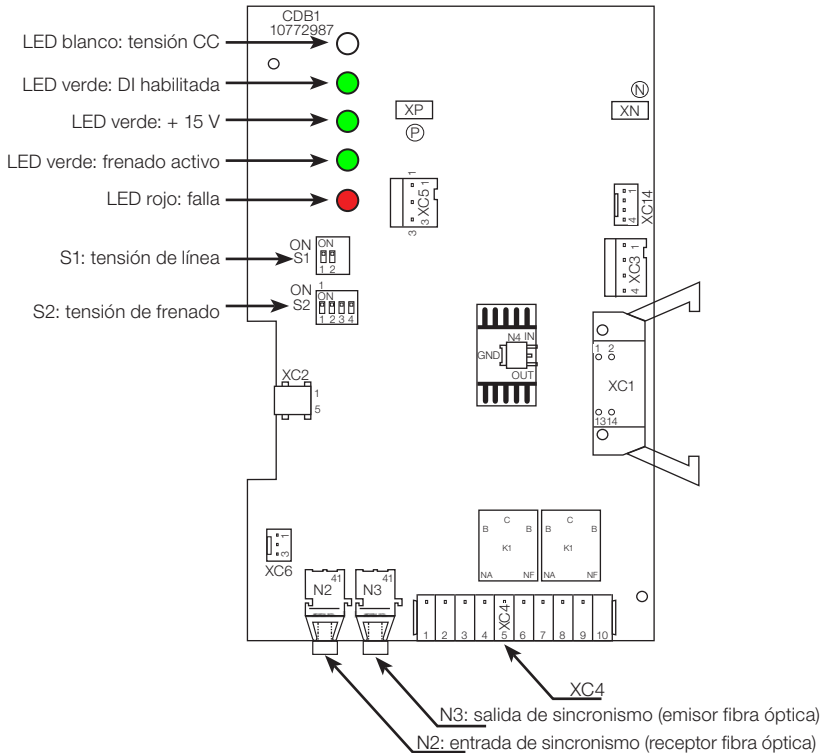 CDB1
10772987
LED blanco: tensión CC
LED verde: DI habilitada
LED verde: + 15 V
LED verde: frenado activo
LED rojo: falla
S1: tensión de línea
S2: tensión de frenado
ON
S1
ON
1 2
ON
S2
1
ON
1 2 3 4
XP
P
N
XN
1
XC5
1
3
3
1
XC14
4
1
XC3
4
N4 IN
GND
OUT
1 2
XC1
13 14
XC2
1
5
C
B B
K1
NA NF
C
B B
K1
NA NF
1
3
XC6
41
N2
41
N3
XC4
1 2 3 4 5 6 7 8 9 10
XC4
N3: salida de sincronismo (emisor fibra óptica)
N2: entrada de sincronismo (receptor fibra óptica)